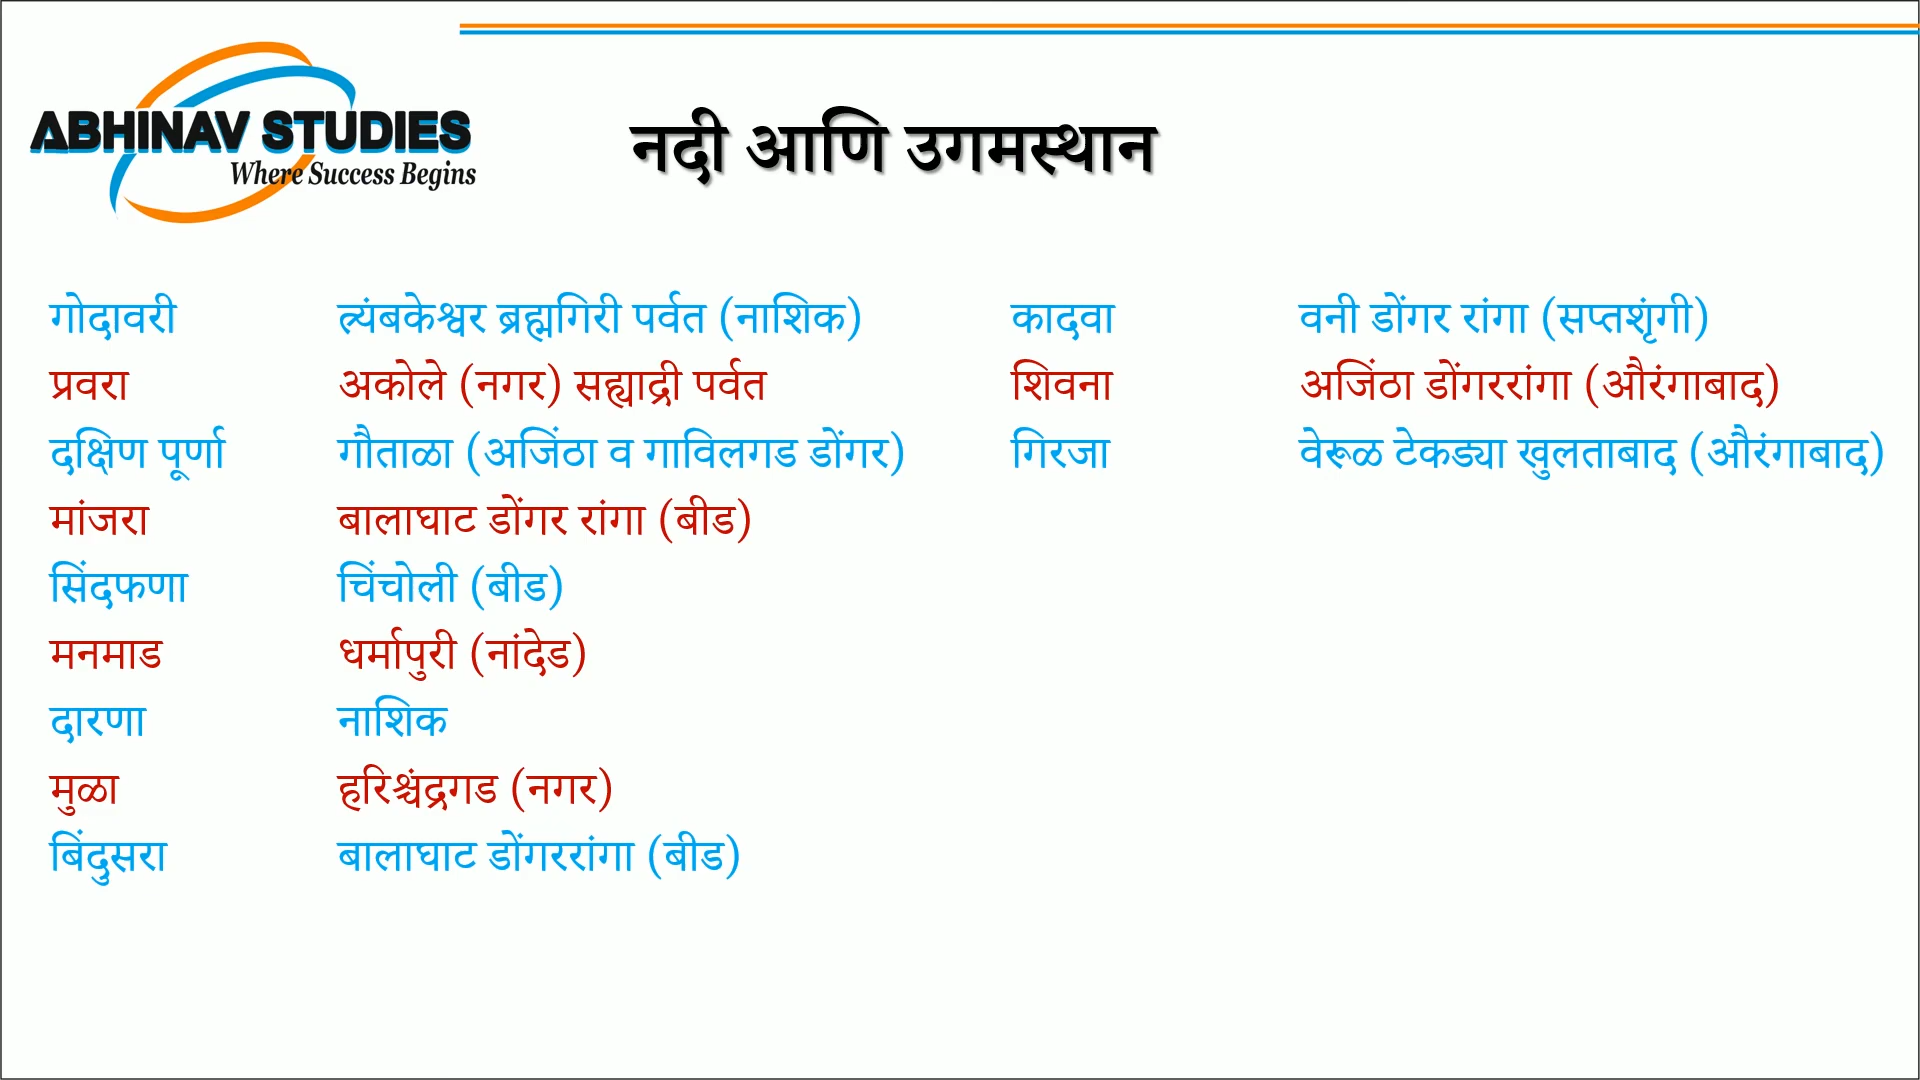 ABHINAV STUDIES
Where Success Begins
नदी आणि उगमस्थान
गोदावरी त्र्यंबकेश्वर ब्रह्मगिरी पर्वत (नाशिक) कादवा वनी डोंगर रांगा (सप्तशृंगी)
प्रवरा अकोले (नगर) सह्याद्री पर्वत शिवना अजिंठा डोंगररांगा (औरंगाबाद)
दक्षिण पूर्णा गौताळा (अजिंठा व गाविलगड डोंगर) गिरजा वेरूळ टेकड्या खुलताबाद (औरंगाबाद)
मांजरा बालाघाट डोंगर रांगा (बीड)
सिंदफणा चिंचोली (बीड)
मनमाड धर्मापुरी (नांदेड)
दारणा नाशिक
मुळा हरिश्चंद्रगड (नगर)
बिंदुसरा बालाघाट डोंगररांगा (बीड)